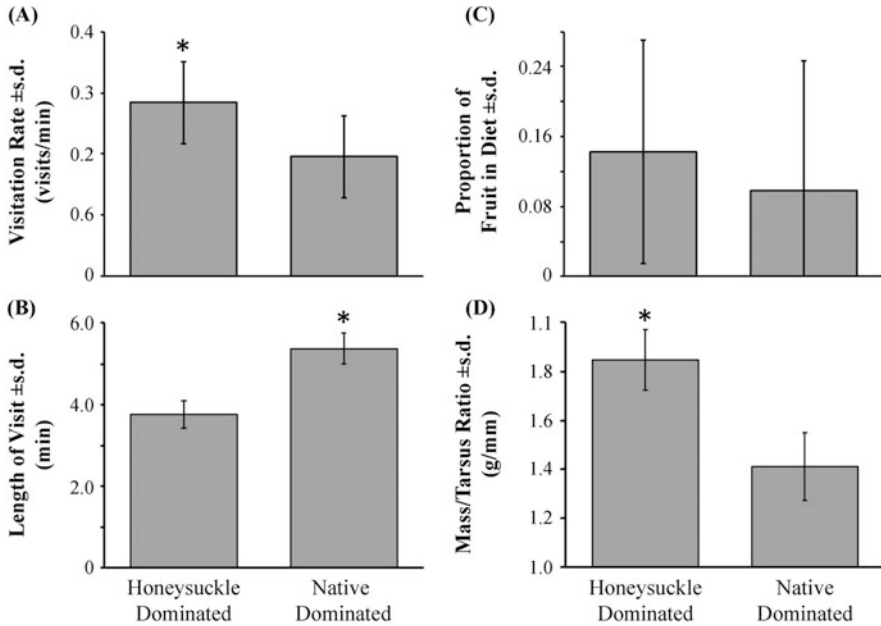 (A)
Visitation Rate ±s.d.
(visits/min)
0.4
0.3
0.2
0.6
0
*
(C)
Proportion of
Fruit in Diet ±s.d.
0.24
0.16
0.08
0
(B)
Length of Visit ±s.d.
(min)
6.0
4.0
2.0
0
*
Honeysuckle
Dominated
Native
Dominated
(D)
Mass/Tarsus Ratio ±s.d.
(g/mm)
1.1
1.8
1.6
1.4
1.0
*
Honeysuckle
Dominated
Native
Dominated